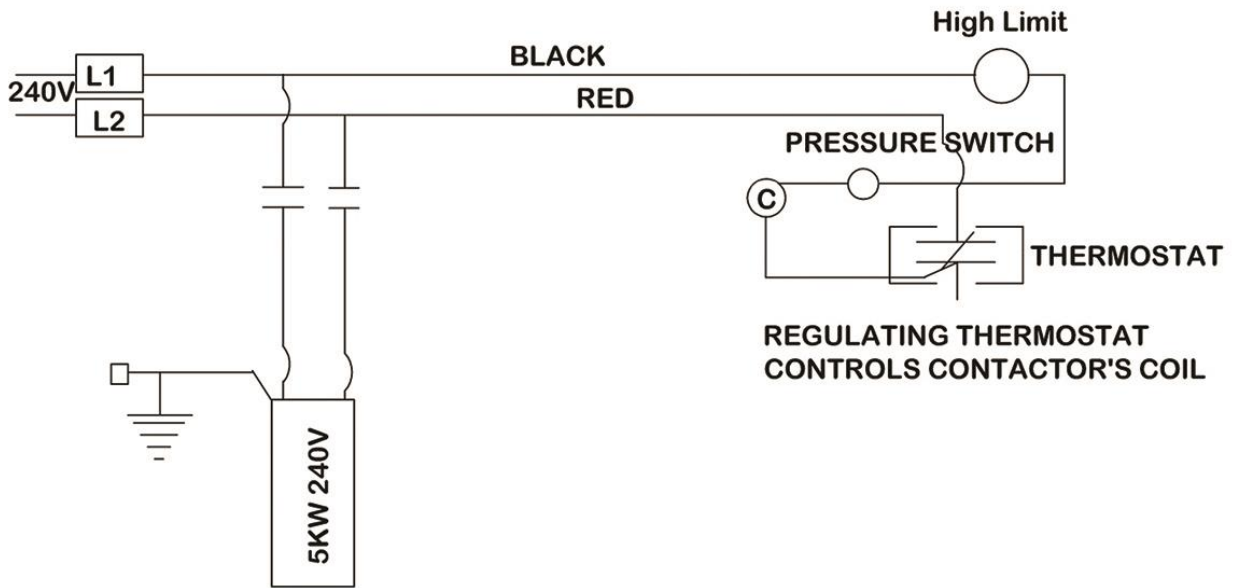 High Limit
BLACK
L1
240V
RED
L2
PRESSURE SWITCH
C
THERMOSTAT
REGULATING THERMOSTAT
CONTROLS CONTACTOR'S COIL
5KW 240V